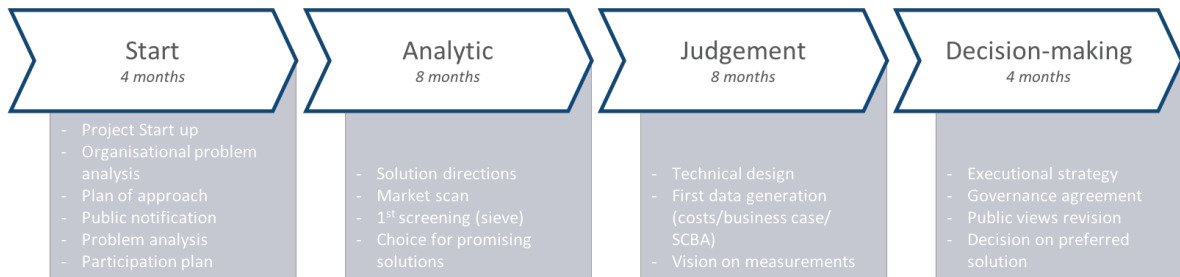 Start
4 months
- Project Start up
- Organisational problem
analysis
- Plan of approach
- Public notification
- Problem analysis
- Participation plan
Analytic
8 months
- Solution directions
- Market scan
- 1st screening (sieve)
- Choice for promising
solutions
Judgement
8 months
- Technical design
- First data generation
(costs/business case/
SCBA)
- Vision on measurements
Decision-making
4 months
- Executional strategy
- Governance agreement
- Public views revision
- Decision on preferred
solution